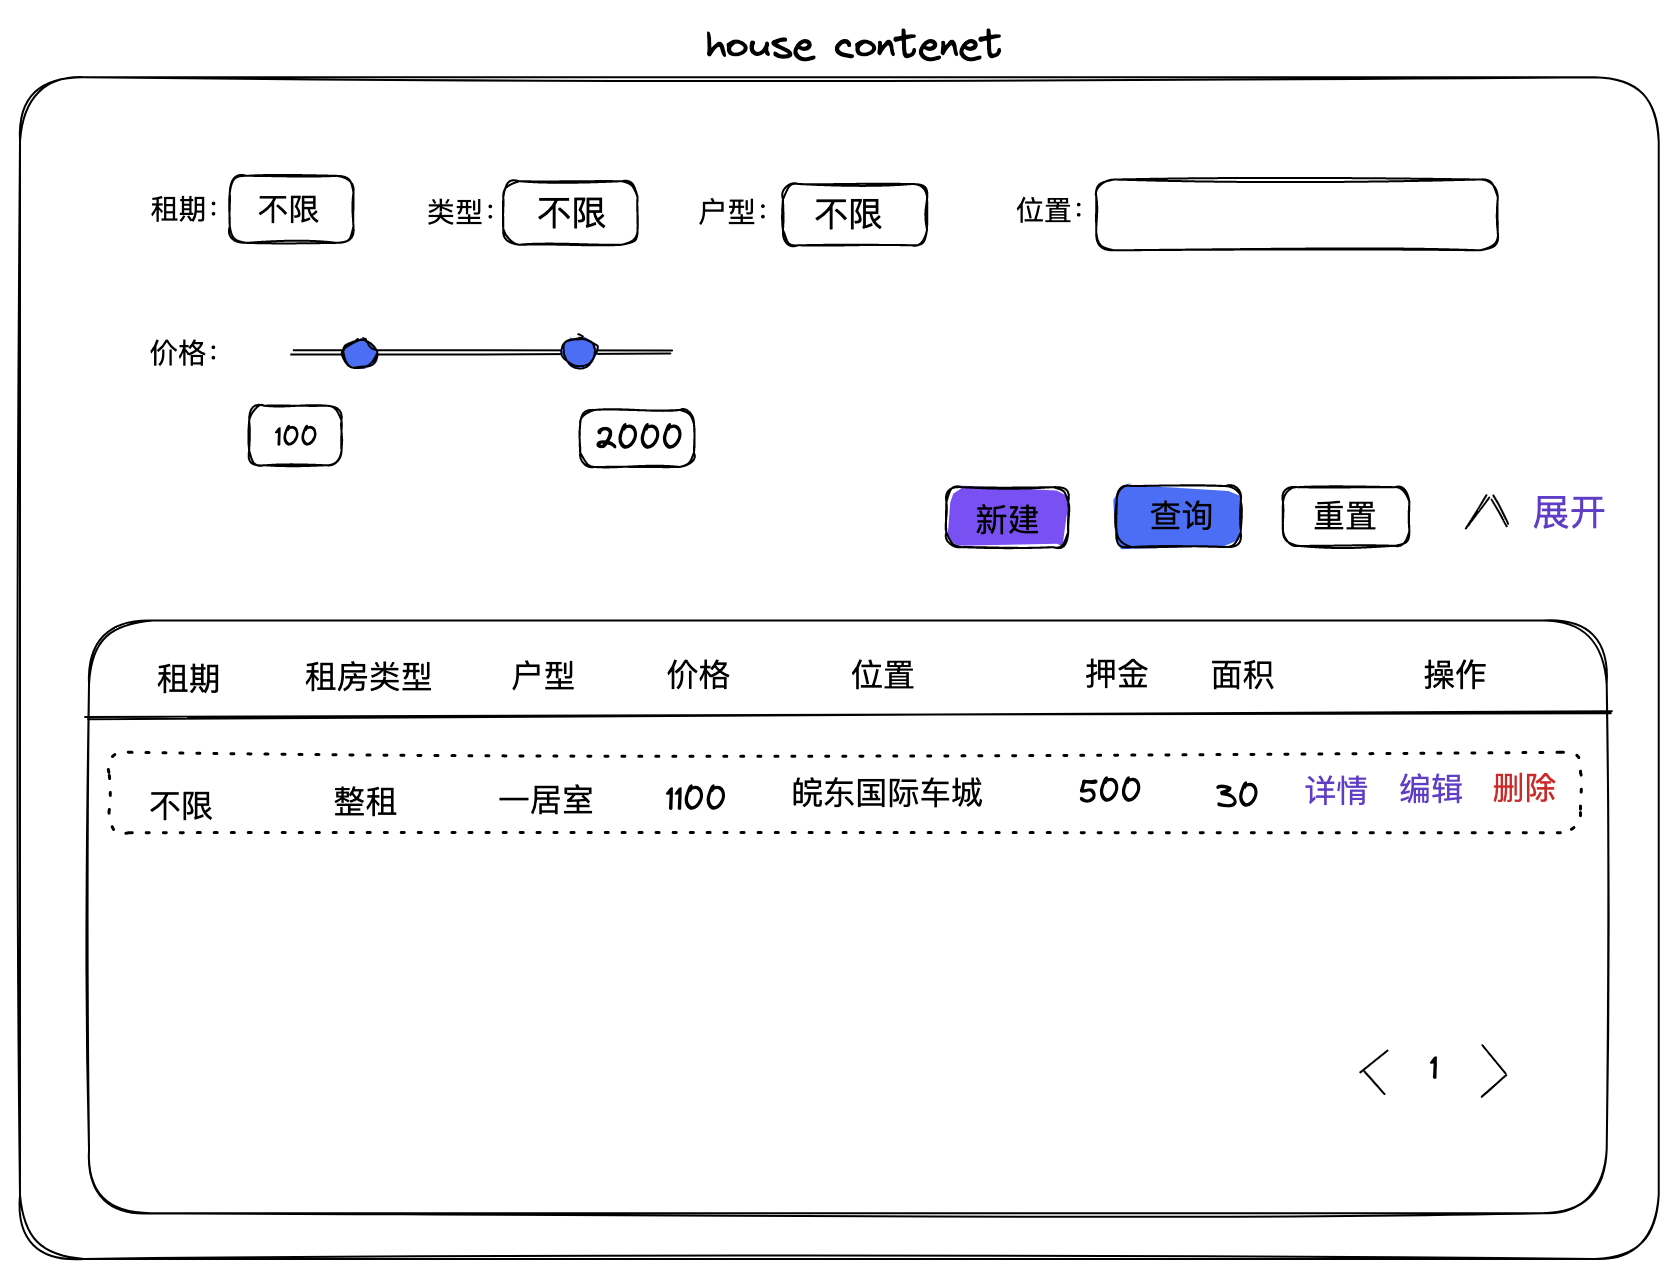 house contenet
租期： 不限 类型： 不限 户型： 不限 位置：
价格：
100 2000
新建 查询 重置 展开
租期 租房类型 户型 价格 位置 押金 面积 操作
不限 整租 一居室 1100 皖东国际车城 500 30 详情 编辑 删除
1